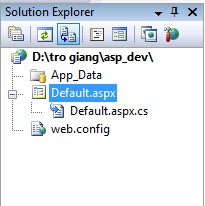 Solution Explorer
D:\tro giang\asp_dev\
App_Data
Default.aspx
Default.aspx.cs
web.config